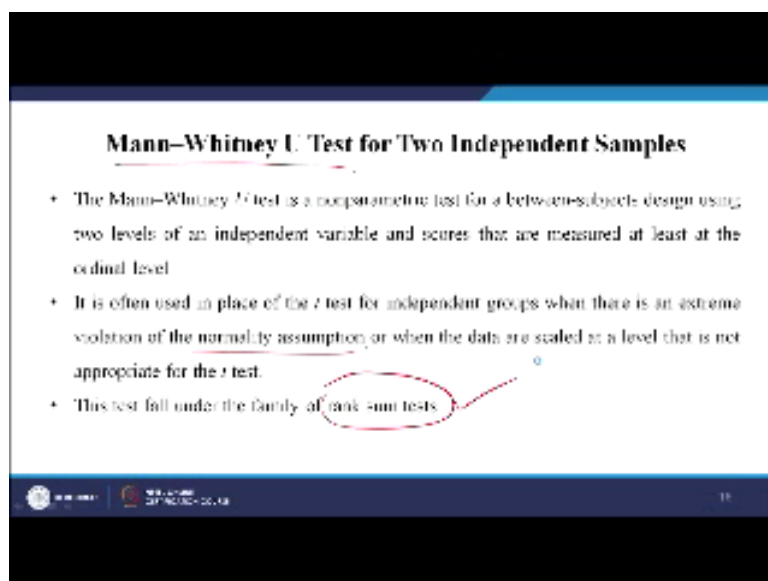 Mann–Whitney U Test for Two Independent Samples
• The Mann–Whitney U test is a nonparametric test for a between-subjects design using
two levels of an independent variable and scores that are measured at least at the
ordinal level
• It is often used in place of the t test for independent groups when there is an extreme
violation of the normality assumption or when the data are scaled at a level that is not
appropriate for the t test.
• This test fall under the family of rank sum tests
CERTIFICATION COURSE